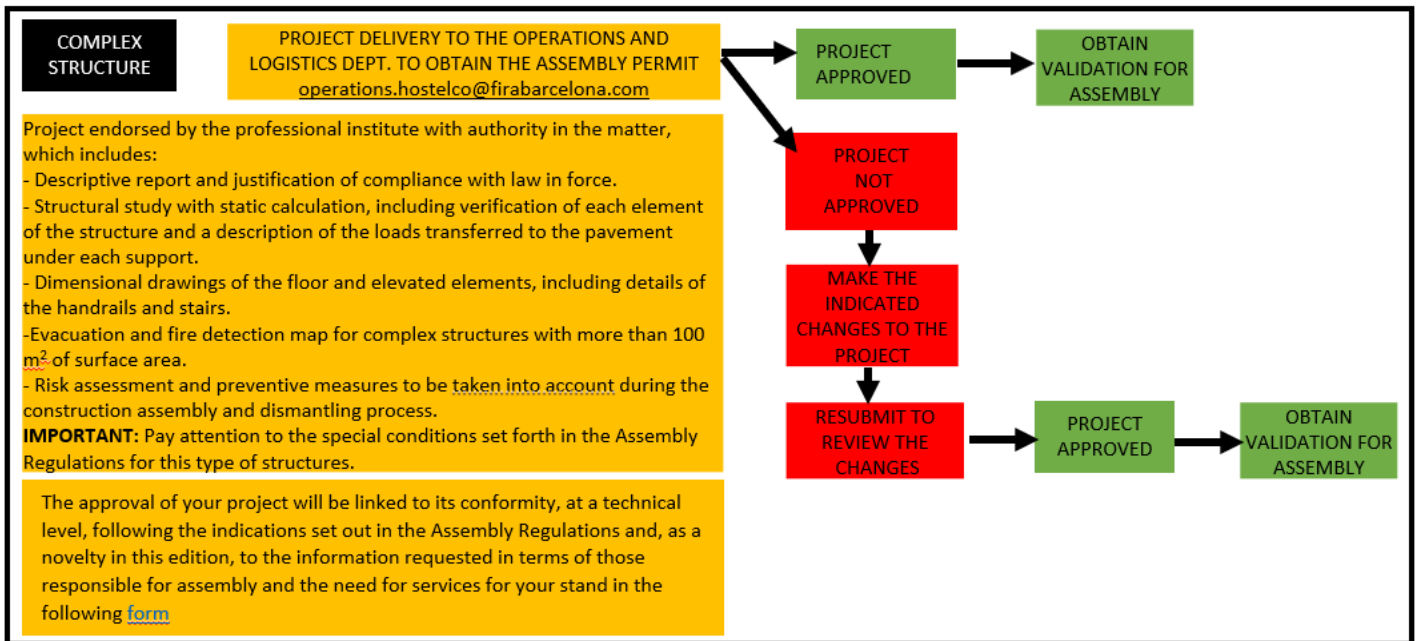 COMPLEX
STRUCTURE
PROJECT DELIVERY TO THE OPERATIONS AND
LOGISTICS DEPT. TO OBTAIN THE ASSEMBLY PERMIT
operations.hostelco@firabarcelona.com
PROJECT
APPROVED
OBTAIN
VALIDATION FOR
ASSEMBLY
Project endorsed by the professional institute with authority in the matter,
which includes:
- Descriptive report and justification of compliance with law in force.
- Structural study with static calculation, including verification of each element
of the structure and a description of the loads transferred to the pavement
under each support.
- Dimensional drawings of the floor and elevated elements, including details of
the handrails and stairs.
-Evacuation and fire detection map for complex structures with more than 100
m² of surface area.
- Risk assessment and preventive measures to be taken into account during the
construction assembly and dismantling process.
IMPORTANT: Pay attention to the special conditions set forth in the Assembly
Regulations for this type of structures.
PROJECT
NOT
APPROVED
MAKE THE
INDICATED
CHANGES TO THE
PROJECT
RESUBMIT TO
REVIEW THE
CHANGES
PROJECT
APPROVED
OBTAIN
VALIDATION FOR
ASSEMBLY
The approval of your project will be linked to its conformity, at a technical
level, following the indications set out in the Assembly Regulations and, as a
novelty in this edition, to the information requested in terms of those
responsible for assembly and the need for services for your stand in the
following form